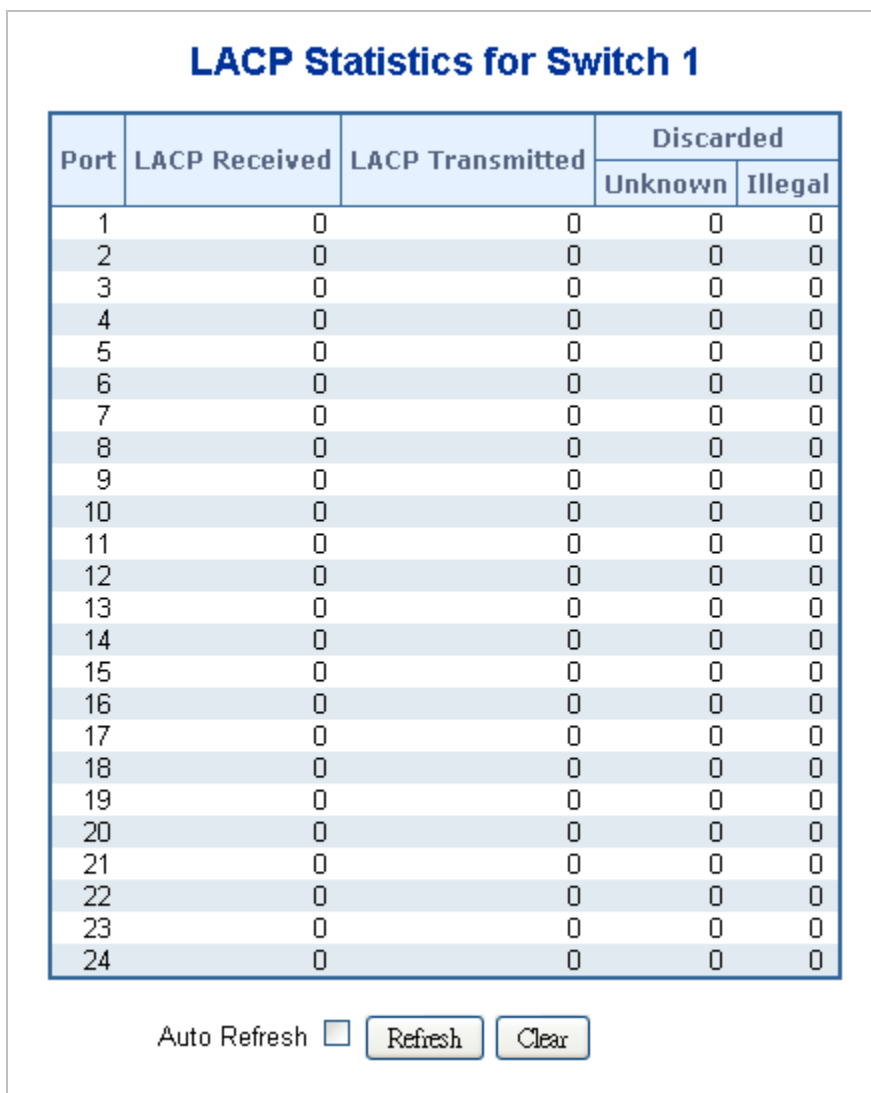 LACP Statistics for Switch 1
Port LACP Received LACP Transmitted Discarded
Unknown Illegal
1 0 0 0 0
2 0 0 0 0
3 0 0 0 0
4 0 0 0 0
5 0 0 0 0
6 0 0 0 0
7 0 0 0 0
8 0 0 0 0
9 0 0 0 0
10 0 0 0 0
11 0 0 0 0
12 0 0 0 0
13 0 0 0 0
14 0 0 0 0
15 0 0 0 0
16 0 0 0 0
17 0 0 0 0
18 0 0 0 0
19 0 0 0 0
20 0 0 0 0
21 0 0 0 0
22 0 0 0 0
23 0 0 0 0
24 0 0 0 0
Auto Refresh Refresh Clear